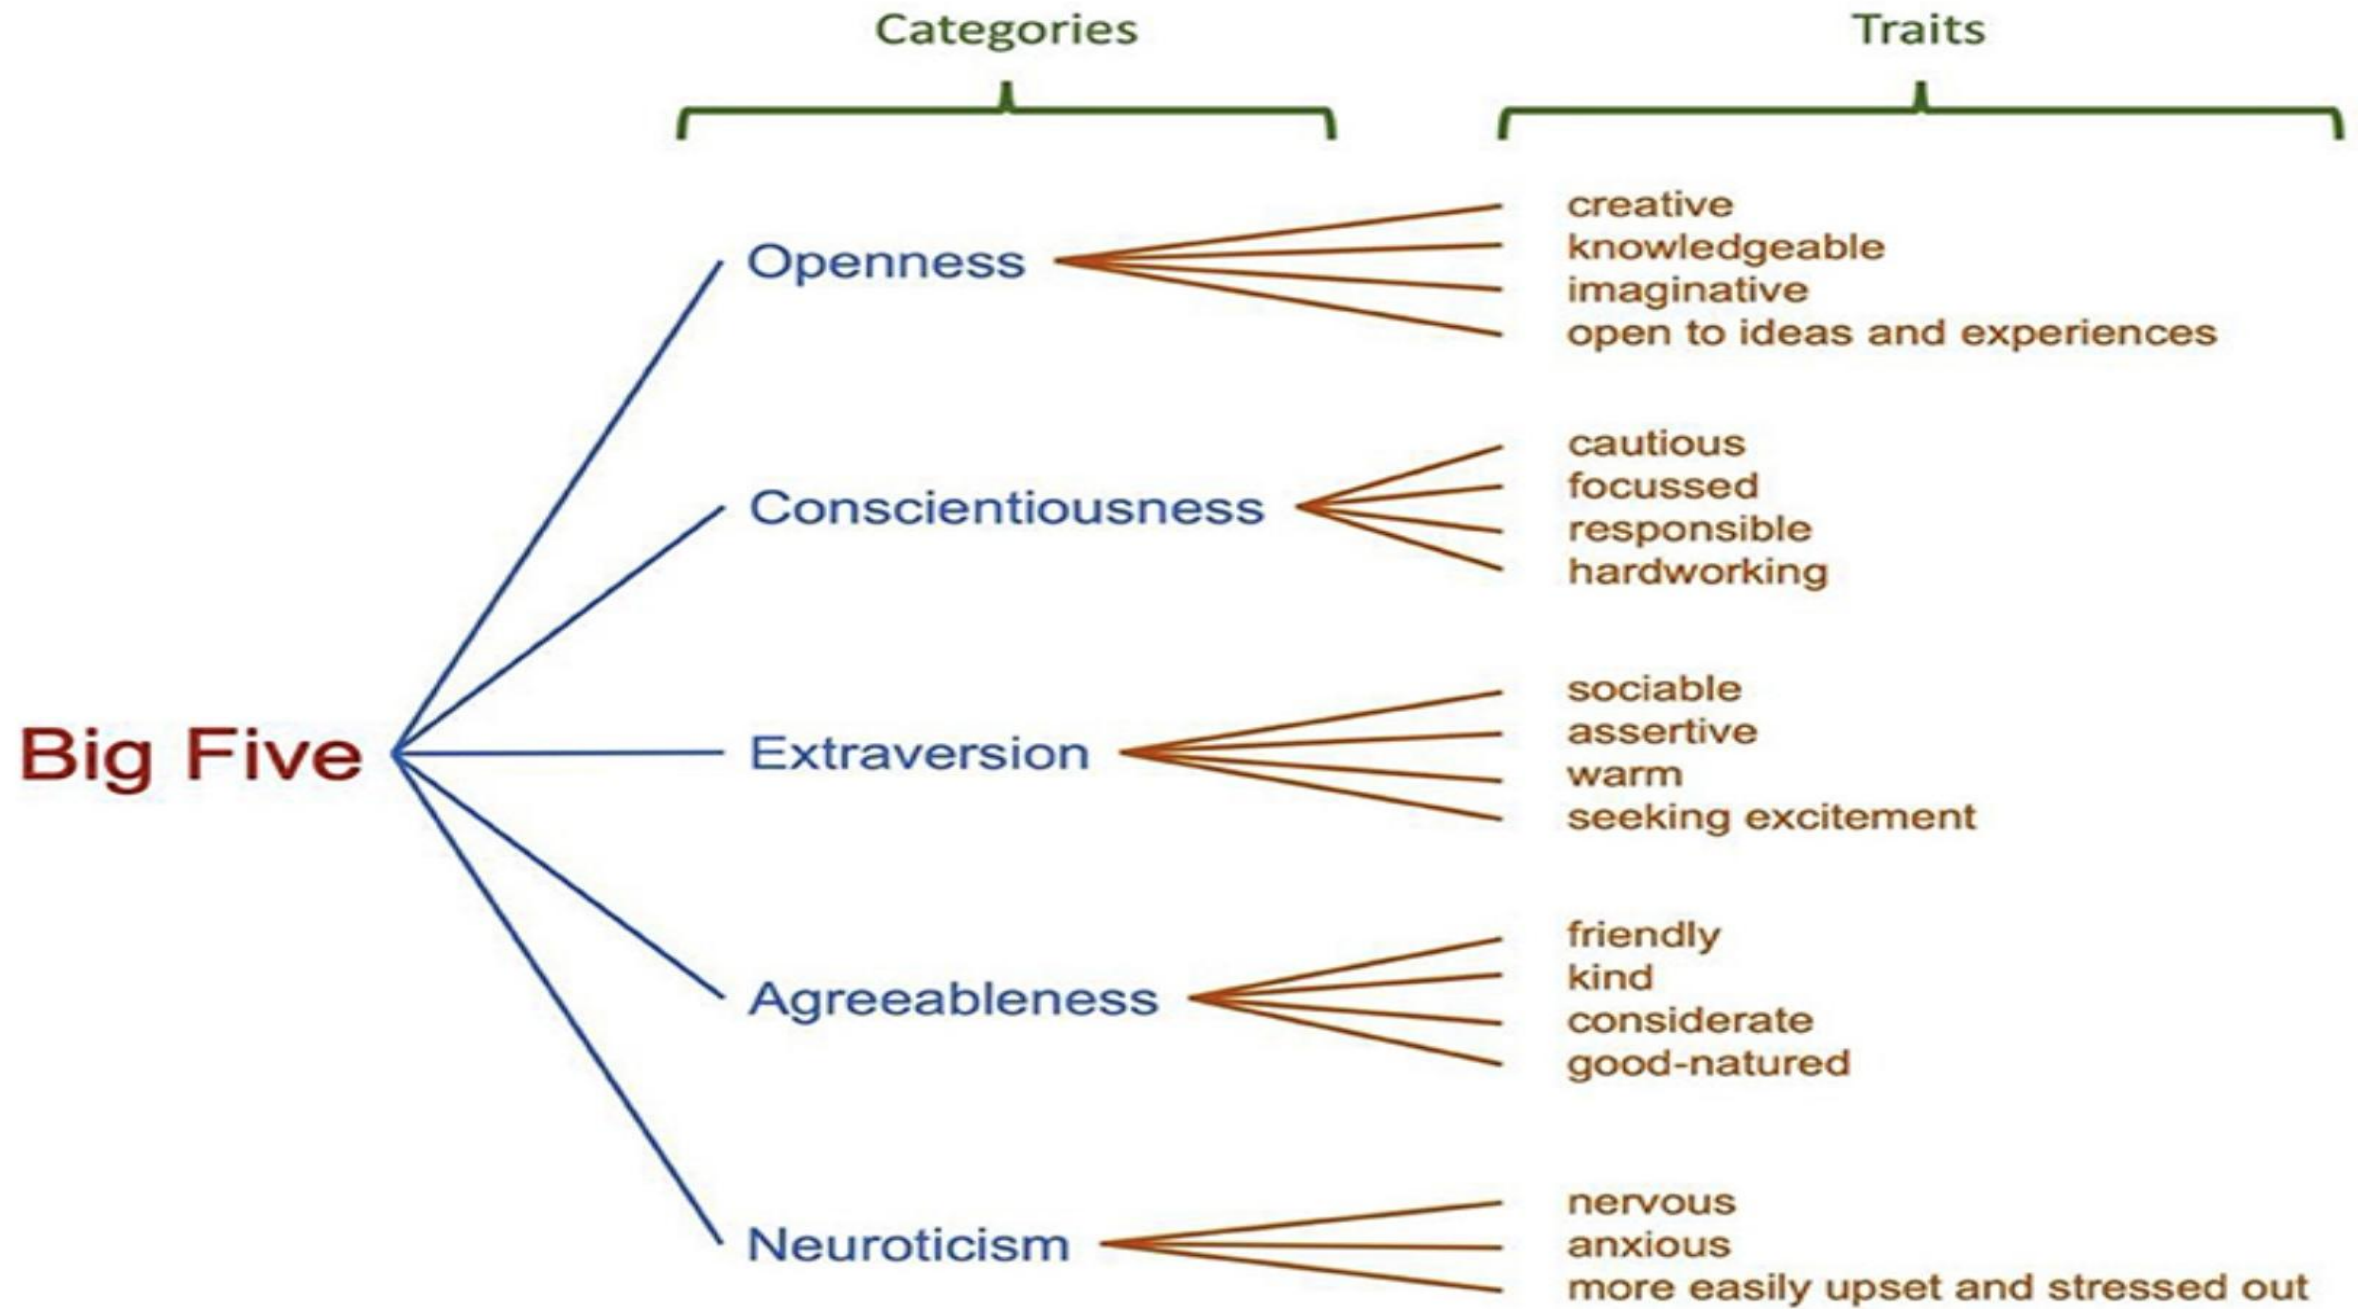 Categories
Traits
Openness
creative
knowledgeable
imaginative
open to ideas and experiences
Conscientiousness
cautious
focussed
responsible
hardworking
Big Five
Extraversion
sociable
assertive
warm
seeking excitement
Agreeableness
friendly
kind
considerate
good-natured
Neuroticism
nervous
anxious
more easily upset and stressed out